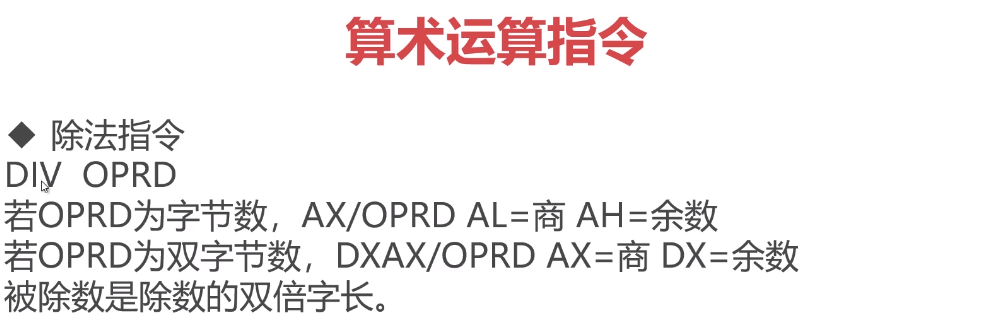 算术运算指令
◆ 除法指令
DIV OPRD
若OPRD为字节数，AX/OPRD AL=商 AH=余数
若OPRD为双字节数，DXAX/OPRD AX=商 DX=余数
被除数是除数的双倍字长。